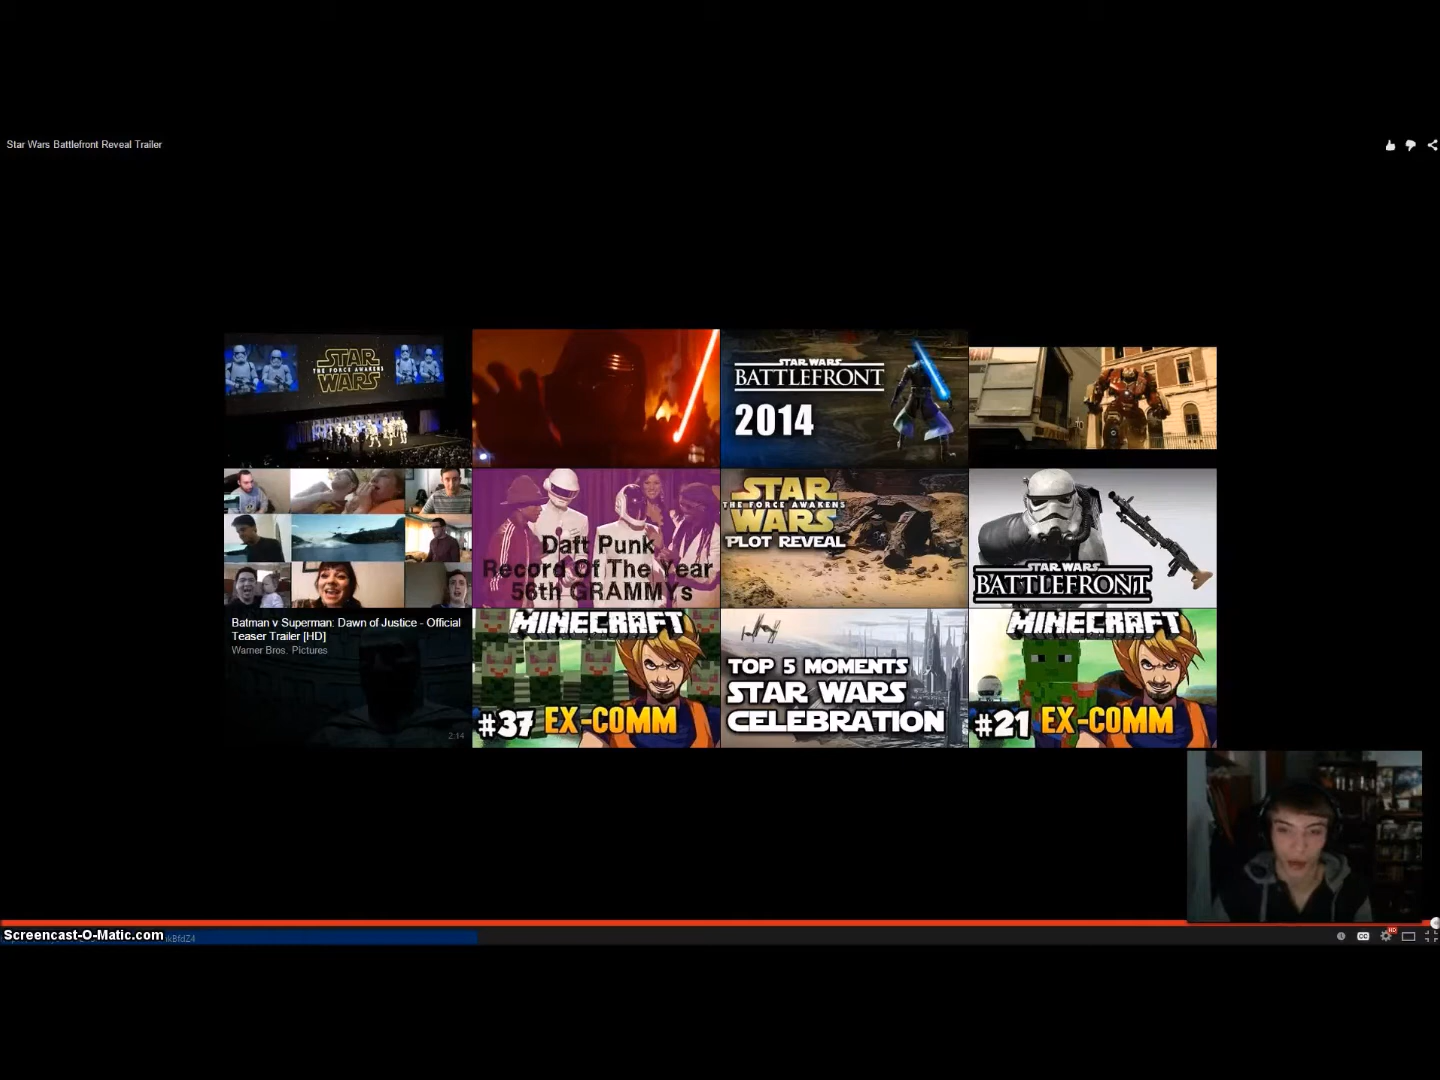 Star Wars Battlefront Reveal Trailer
STAR
THE FORCE AWAKENS
WARS
STAR WARS
BATTLEFRONT
2014
Daft Punk
Record Of The Year
56th GRAMMYs
STAR
THE FORCE AWAKENS
WARS
PLOT REVEAL
STAR WARS
BATTLEFRONT
Batman v Superman: Dawn of Justice - Official
Teaser Trailer [HD]
Warner Bros. Pictures
2:14
MINECRAFT
#37 EX-COMM
TOP 5 MOMENTS
STAR WARS
CELEBRATION
MINECRAFT
#21 EX-COMM
Screencast-O-Matic.com
CC
HD